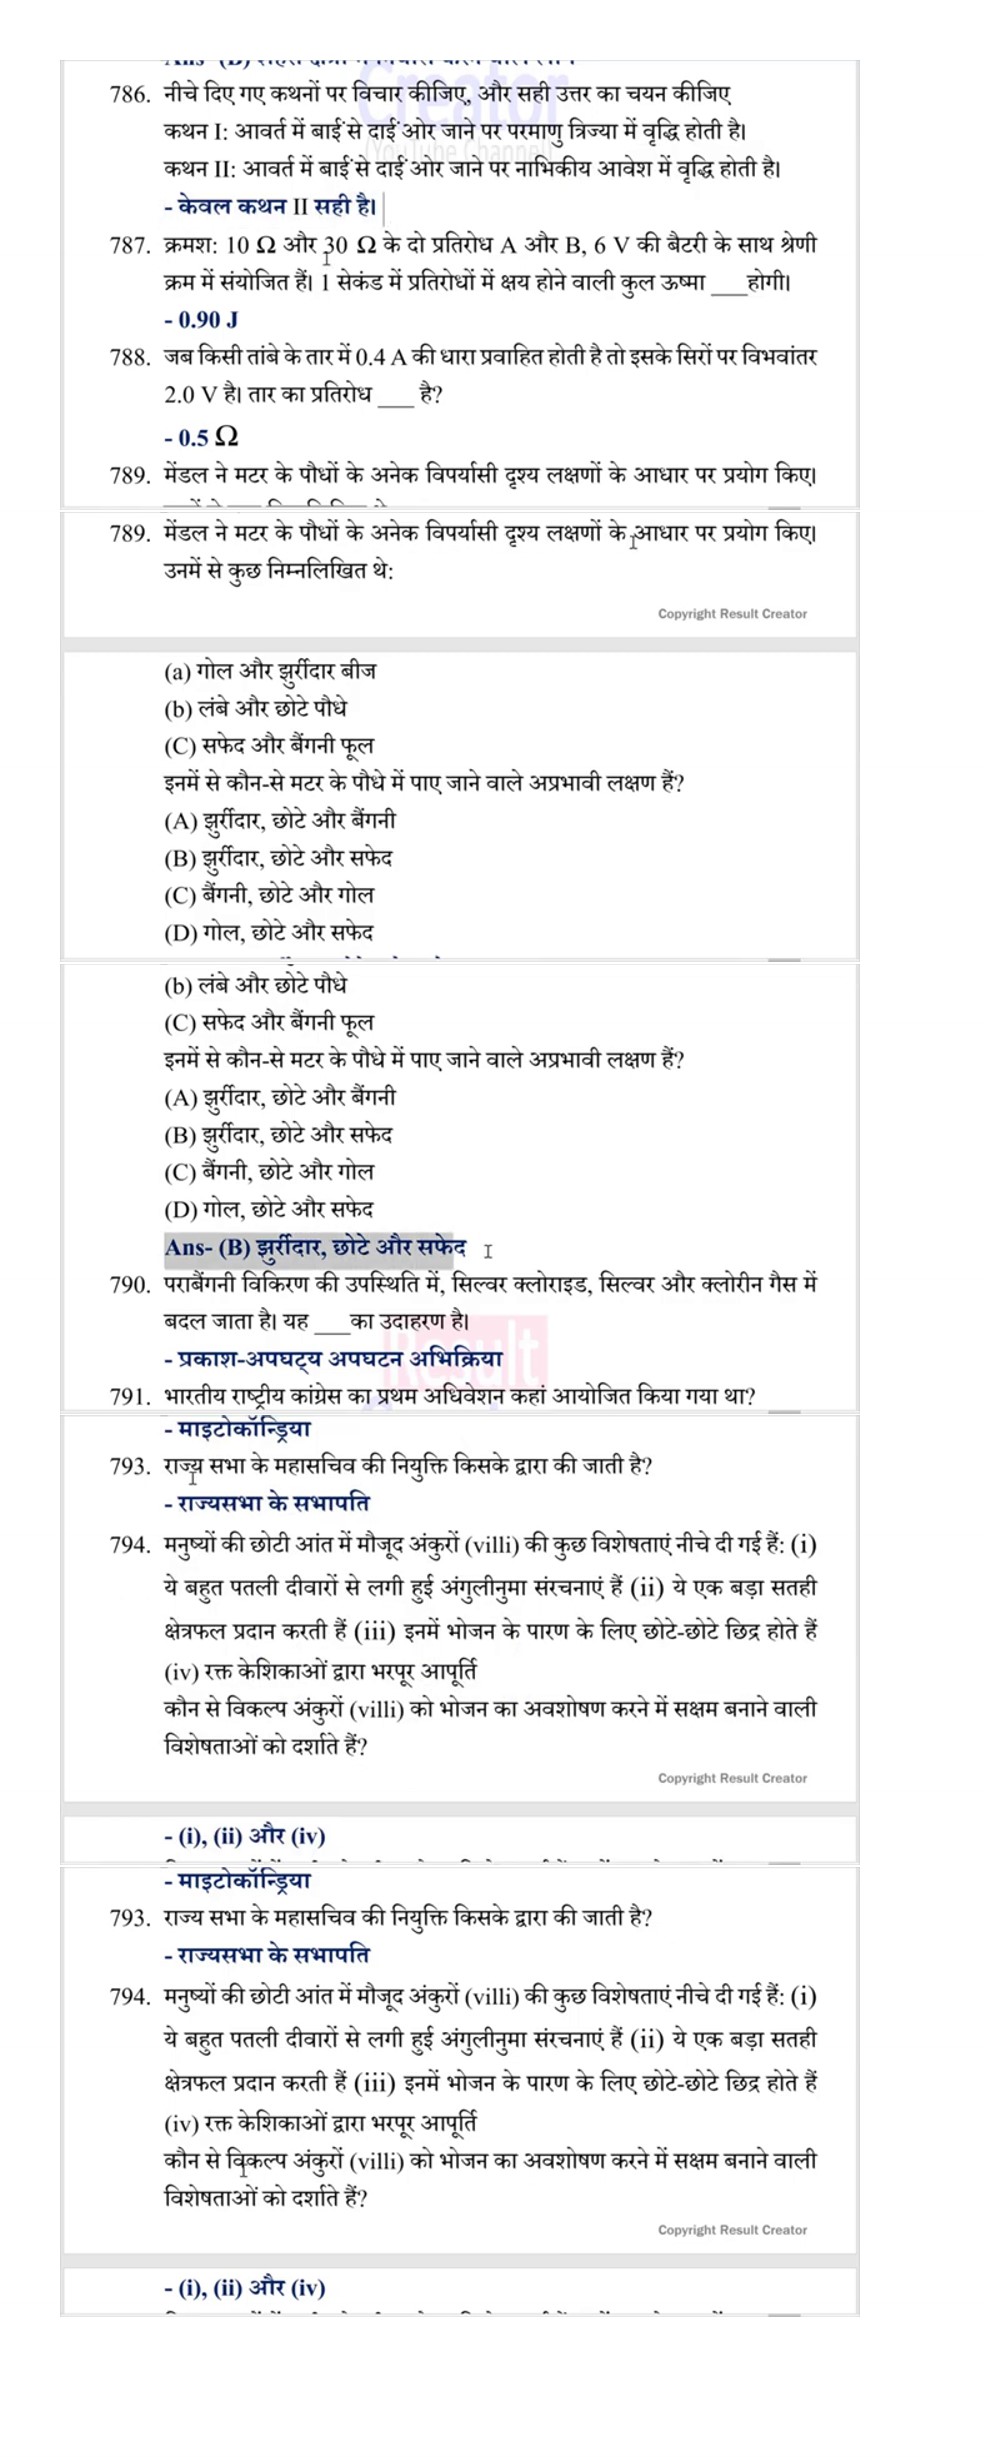 Creator
(YouTube Channel)
786. नीचे दिए गए कथनों पर विचार कीजिए, और सही उत्तर का चयन कीजिए
कथन I: आवर्त में बाईं से दाईं ओर जाने पर परमाणु त्रिज्या में वृद्धि होती है।
कथन II: आवर्त में बाईं से दाईं ओर जाने पर नाभिकीय आवेश में वृद्धि होती है।
- केवल कथन II सही है।
787. क्रमश: 10 Ω और 30 Ω के दो प्रतिरोध A और B, 6 V की बैटरी के साथ श्रेणी
क्रम में संयोजित हैं। 1 सेकंड में प्रतिरोधों में क्षय होने वाली कुल ऊष्मा ___होगी।
- 0.90 J
788. जब किसी तांबे के तार में 0.4 A की धारा प्रवाहित होती है तो इसके सिरों पर विभवांतर
2.0 V है। तार का प्रतिरोध ___ है?
- 0.5 Ω
789. मेंडल ने मटर के पौधों के अनेक विपर्यासी दृश्य लक्षणों के आधार पर प्रयोग किए।
789. मेंडल ने मटर के पौधों के अनेक विपर्यासी दृश्य लक्षणों के आधार पर प्रयोग किए।
उनमें से कुछ निम्नलिखित थे:
Copyright Result Creator
(a) गोल और झुर्रीदार बीज
(b) लंबे और छोटे पौधे
(C) सफेद और बैंगनी फूल
इनमें से कौन-से मटर के पौधे में पाए जाने वाले अप्रभावी लक्षण हैं?
(A) झुर्रीदार, छोटे और बैंगनी
(B) झुर्रीदार, छोटे और सफेद
(C) बैंगनी, छोटे और गोल
(D) गोल, छोटे और सफेद
(b) लंबे और छोटे पौधे
(C) सफेद और बैंगनी फूल
इनमें से कौन-से मटर के पौधे में पाए जाने वाले अप्रभावी लक्षण हैं?
(A) झुर्रीदार, छोटे और बैंगनी
(B) झुर्रीदार, छोटे और सफेद
(C) बैंगनी, छोटे और गोल
(D) गोल, छोटे और सफेद
Ans- (B) झुर्रीदार, छोटे और सफेद
790. पराबैंगनी विकिरण की उपस्थिति में, सिल्वर क्लोराइड, सिल्वर और क्लोरीन गैस में
बदल जाता है। यह ___का उदाहरण है।
Result
- प्रकाश-अपघट्य अपघटन अभिक्रिया
791. भारतीय राष्ट्रीय कांग्रेस का प्रथम अधिवेशन कहां आयोजित किया गया था?
- माइटोकॉन्ड्रिया
793. राज्य सभा के महासचिव की नियुक्ति किसके द्वारा की जाती है?
- राज्यसभा के सभापति
794. मनुष्यों की छोटी आंत में मौजूद अंकुरों (villi) की कुछ विशेषताएं नीचे दी गई हैं: (i)
ये बहुत पतली दीवारों से लगी हुई अंगुलीनुमा संरचनाएं हैं (ii) ये एक बड़ा सतही
क्षेत्रफल प्रदान करती हैं (iii) इनमें भोजन के पारण के लिए छोटे-छोटे छिद्र होते हैं
(iv) रक्त केशिकाओं द्वारा भरपूर आपूर्ति
कौन से विकल्प अंकुरों (villi) को भोजन का अवशोषण करने में सक्षम बनाने वाली
विशेषताओं को दर्शाते हैं?
Copyright Result Creator
- (i), (ii) और (iv)
- माइटोकॉन्ड्रिया
793. राज्य सभा के महासचिव की नियुक्ति किसके द्वारा की जाती है?
- राज्यसभा के सभापति
794. मनुष्यों की छोटी आंत में मौजूद अंकुरों (villi) की कुछ विशेषताएं नीचे दी गई हैं: (i)
ये बहुत पतली दीवारों से लगी हुई अंगुलीनुमा संरचनाएं हैं (ii) ये एक बड़ा सतही
क्षेत्रफल प्रदान करती हैं (iii) इनमें भोजन के पारण के लिए छोटे-छोटे छिद्र होते हैं
(iv) रक्त केशिकाओं द्वारा भरपूर आपूर्ति
कौन से विकल्प अंकुरों (villi) को भोजन का अवशोषण करने में सक्षम बनाने वाली
विशेषताओं को दर्शाते हैं?
Copyright Result Creator
- (i), (ii) और (iv)